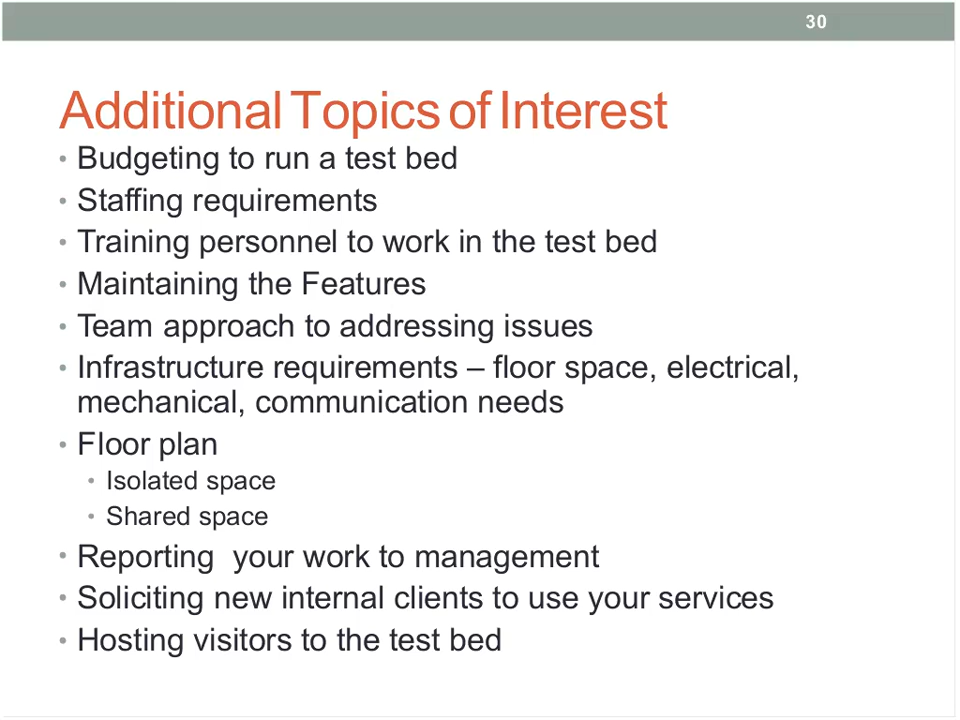 30
Additional Topics of Interest
• Budgeting to run a test bed
• Staffing requirements
• Training personnel to work in the test bed
• Maintaining the Features
• Team approach to addressing issues
• Infrastructure requirements – floor space, electrical,
mechanical, communication needs
• Floor plan
• Isolated space
• Shared space
• Reporting  your work to management
• Soliciting new internal clients to use your services
• Hosting visitors to the test bed